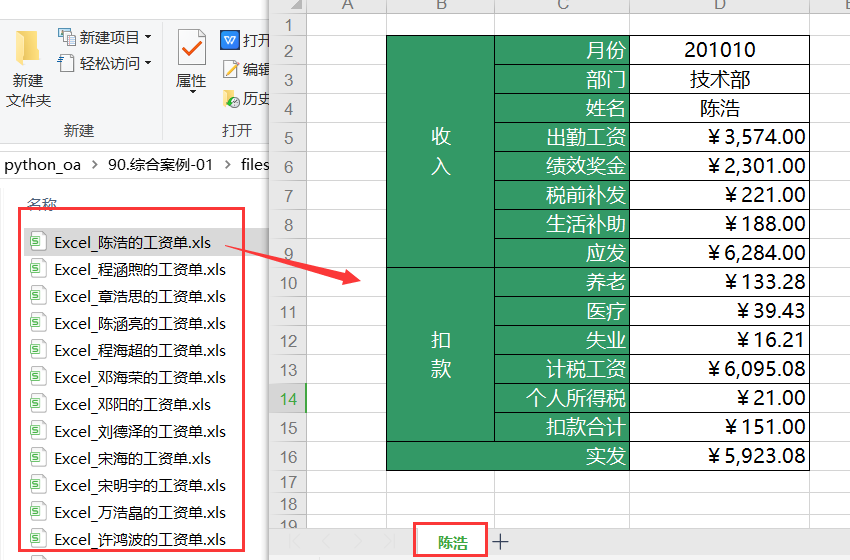 新建项目
轻松访问
新建
文件夹
新建
属性
打开
编辑
历史
打开
python_oa > 90.综合案例-01 > files
名称
Excel_陈浩的工资单.xls
Excel_程涵煦的工资单.xls
Excel_章浩思的工资单.xls
Excel_陈涵亮的工资单.xls
Excel_程海超的工资单.xls
Excel_邓海荣的工资单.xls
Excel_邓阳的工资单.xls
Excel_刘德泽的工资单.xls
Excel_宋海的工资单.xls
Excel_宋明宇的工资单.xls
Excel_万浩皛的工资单.xls
Excel_许鸿波的工资单.xls
A B C D
1
2 月份 201010
3 部门 技术部
4 姓名 陈浩
5 收 出勤工资 ￥3,574.00
6 入 绩效奖金 ￥2,301.00
7 税前补发 ￥221.00
8 生活补助 ￥188.00
9 应发 ￥6,284.00
10 养老 ￥133.28
11 医疗 ￥39.43
12 扣 失业 ￥16.21
13 款 计税工资 ￥6,095.08
14 个人所得税 ￥21.00
15 扣款合计 ￥151.00
16 实发 ￥5,923.08
17
18
19
陈浩 +